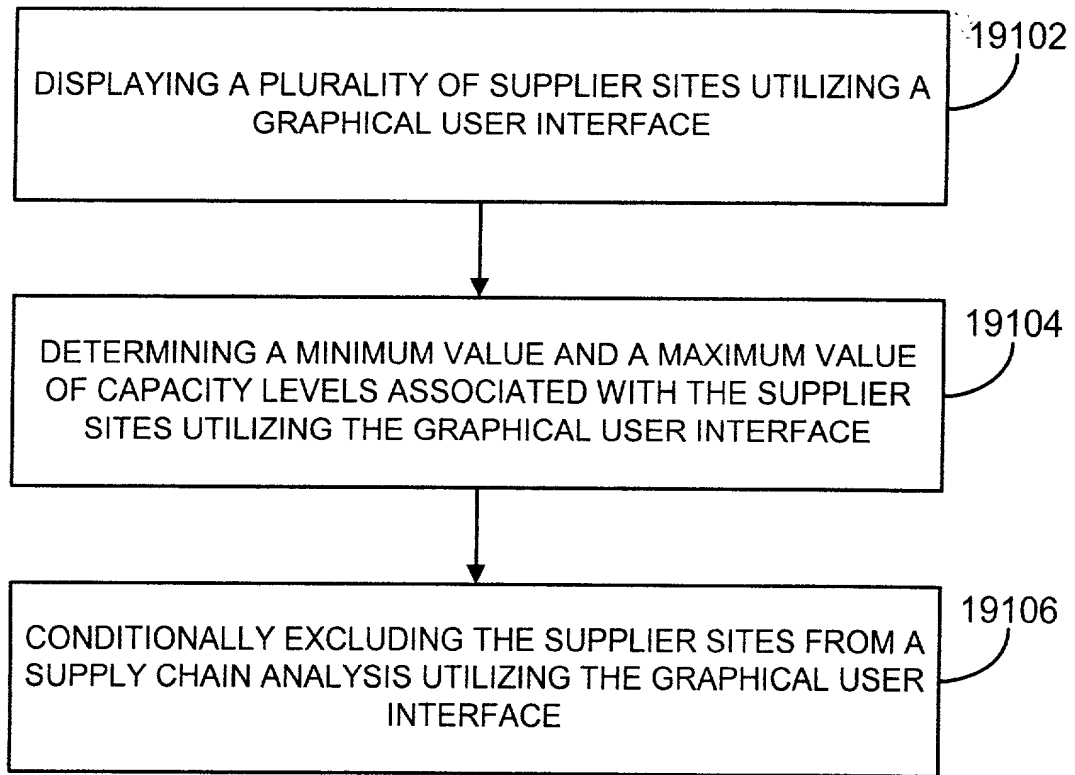 19102
DISPLAYING A PLURALITY OF SUPPLIER SITES UTILIZING A
GRAPHICAL USER INTERFACE
19104
DETERMINING A MINIMUM VALUE AND A MAXIMUM VALUE
OF CAPACITY LEVELS ASSOCIATED WITH THE SUPPLIER
SITES UTILIZING THE GRAPHICAL USER INTERFACE
19106
CONDITIONALLY EXCLUDING THE SUPPLIER SITES FROM A
SUPPLY CHAIN ANALYSIS UTILIZING THE GRAPHICAL USER
INTERFACE